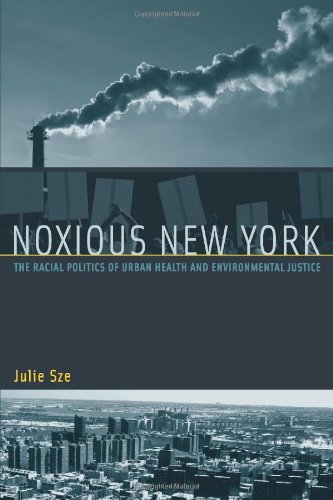 NOXIOUS NEW YORK
THE RACIAL POLITICS OF URBAN HEALTH AND ENVIRONMENTAL JUSTICE
Julie Sze